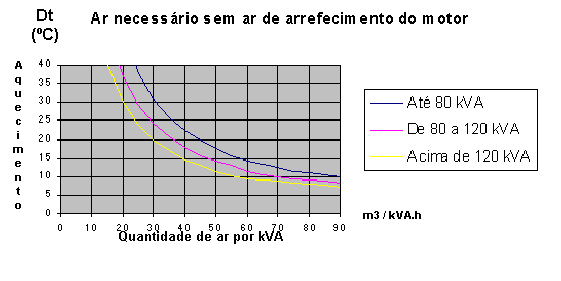 Dt
(ºC)
Ar necessário sem ar de arrefecimento do motor
Aquecimento
40
35
30
25
20
15
10
5
0
0 10 20 30 40 50 60 70 80 90
Quantidade de ar por kVA
m3 / kVA.h
Até 80 kVA
De 80 a 120 kVA
Acima de 120 kVA